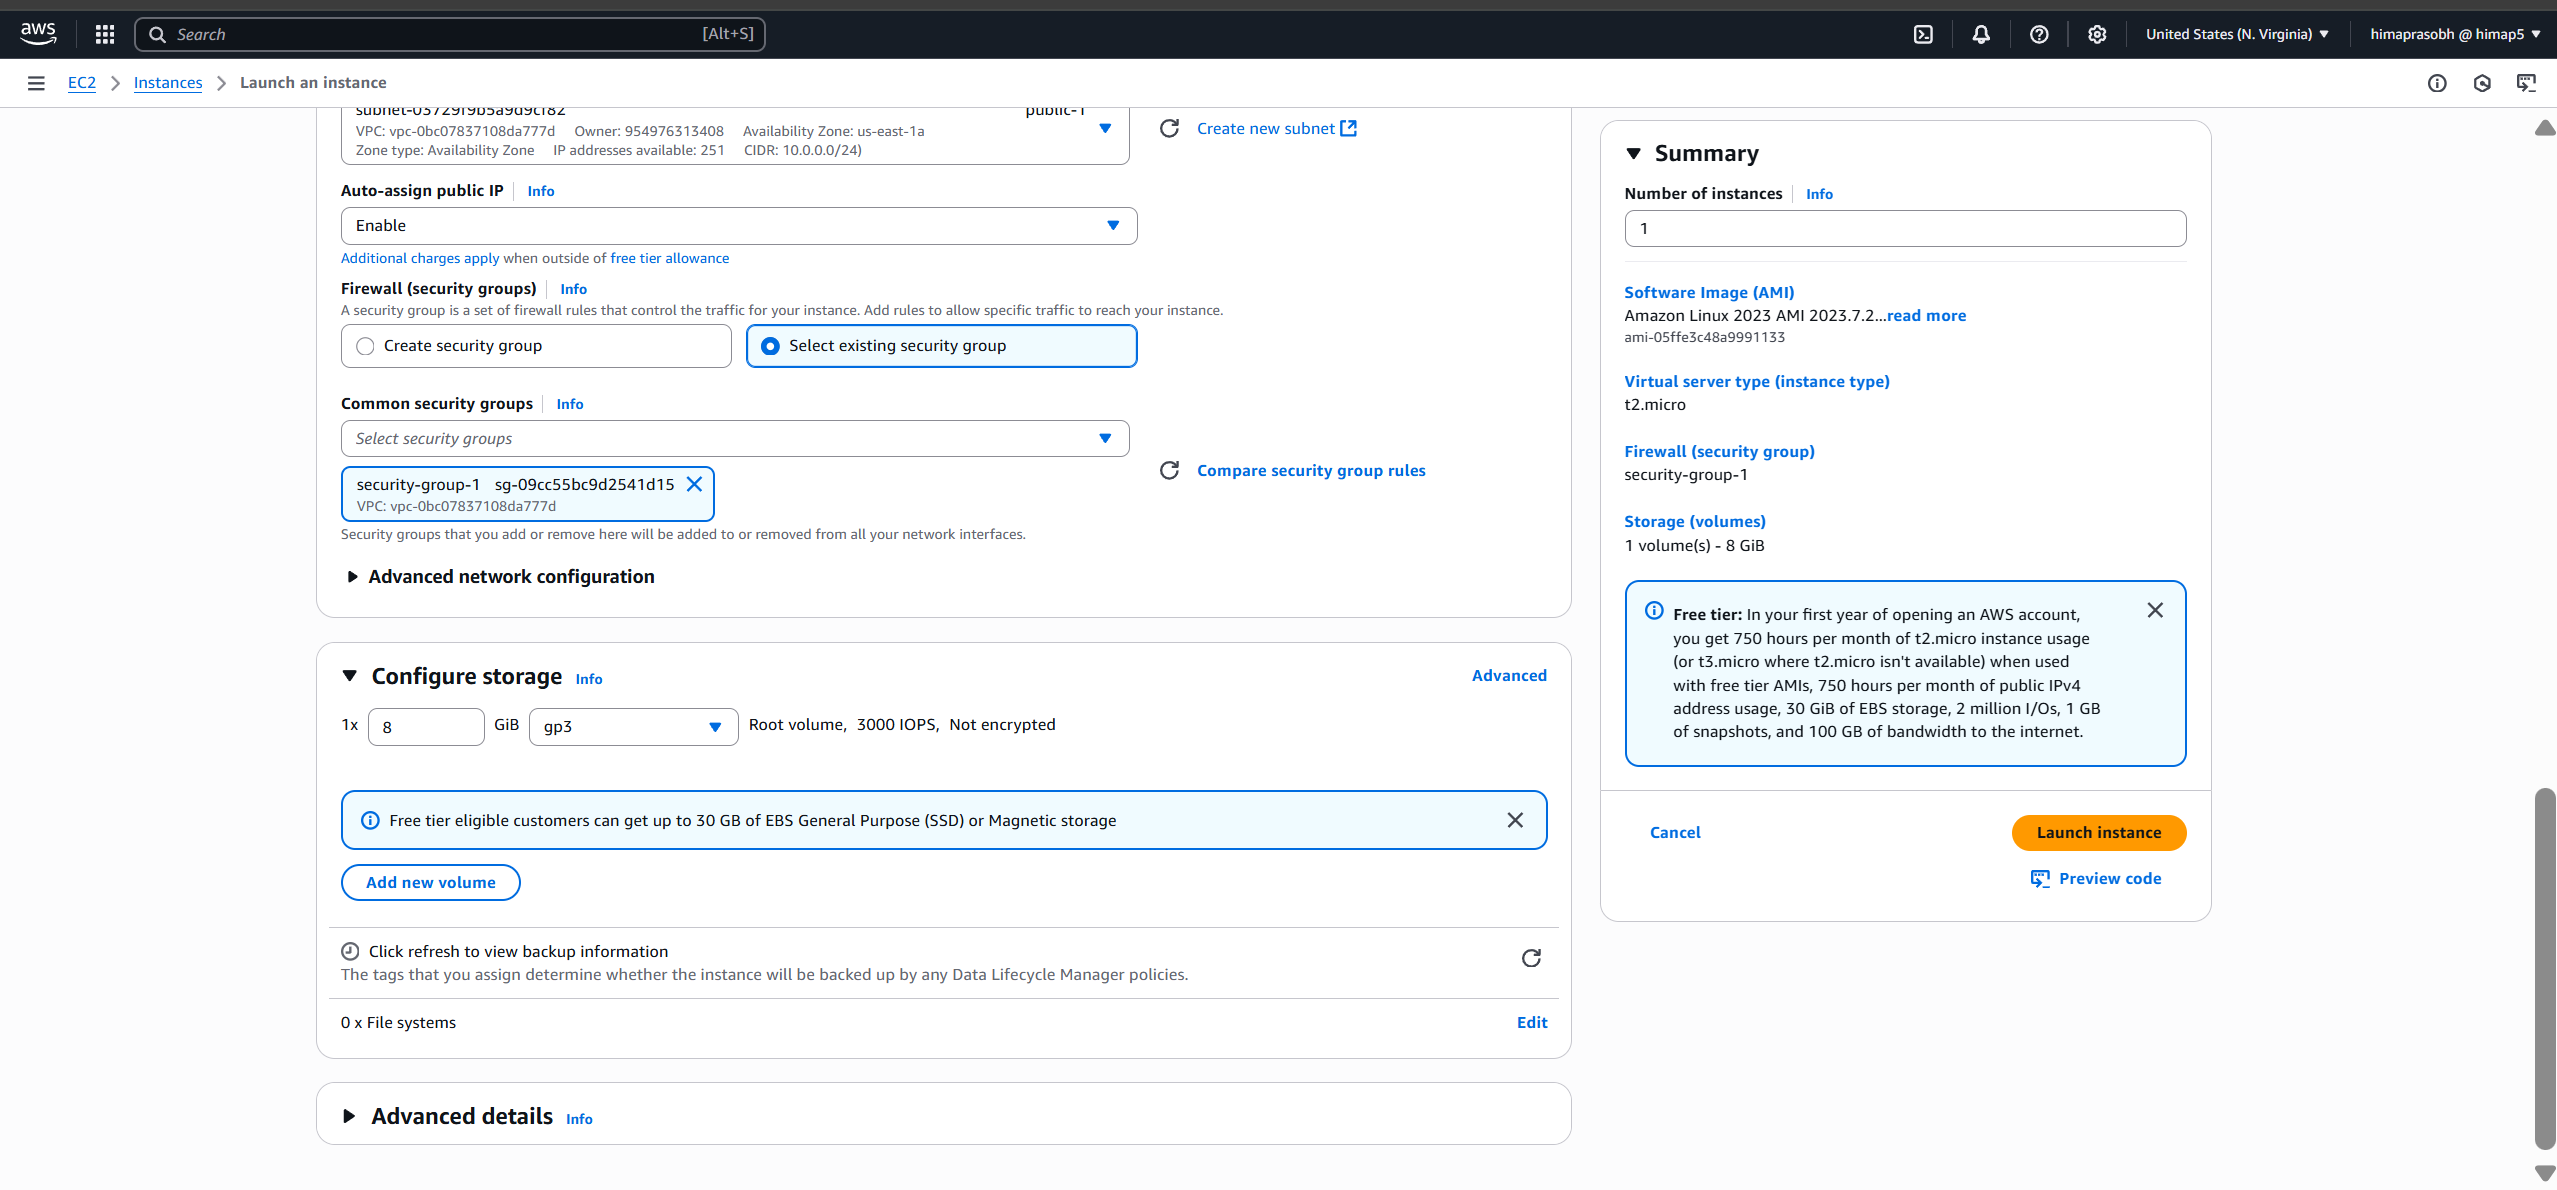 aws
Search [Alt+S]
United States (N. Virginia)
himaprasobh @ himap5
EC2 Instances Launch an instance
subnet-03729f9b5a9d9cf82 public-1
VPC: vpc-0bc07837108da777d Owner: 954976313408 Availability Zone: us-east-1a
Zone type: Availability Zone IP addresses available: 251 CIDR: 10.0.0.0/24)
Create new subnet
Auto-assign public IP Info
Enable
Additional charges apply when outside of free tier allowance
Firewall (security groups) Info
A security group is a set of firewall rules that control the traffic for your instance. Add rules to allow specific traffic to reach your instance.
Create security group
Select existing security group
Common security groups Info
Select security groups
security-group-1 sg-09cc55bc9d2541d15
VPC: vpc-0bc07837108da777d
Compare security group rules
Security groups that you add or remove here will be added to or removed from all your network interfaces.
Advanced network configuration
Configure storage Info
Advanced
1x 8 GiB gp3 Root volume, 3000 IOPS, Not encrypted
Free tier eligible customers can get up to 30 GB of EBS General Purpose (SSD) or Magnetic storage
Add new volume
Click refresh to view backup information
The tags that you assign determine whether the instance will be backed up by any Data Lifecycle Manager policies.
0 x File systems
Edit
Advanced details Info
Summary
Number of instances Info
1
Software Image (AMI)
Amazon Linux 2023 AMI 2023.7.2...read more
ami-05ffe3c48a9991133
Virtual server type (instance type)
t2.micro
Firewall (security group)
security-group-1
Storage (volumes)
1 volume(s) - 8 GiB
Free tier: In your first year of opening an AWS account,
you get 750 hours per month of t2.micro instance usage
(or t3.micro where t2.micro isn't available) when used
with free tier AMIs, 750 hours per month of public IPv4
address usage, 30 GiB of EBS storage, 2 million I/Os, 1 GB
of snapshots, and 100 GB of bandwidth to the internet.
Cancel
Launch instance
Preview code